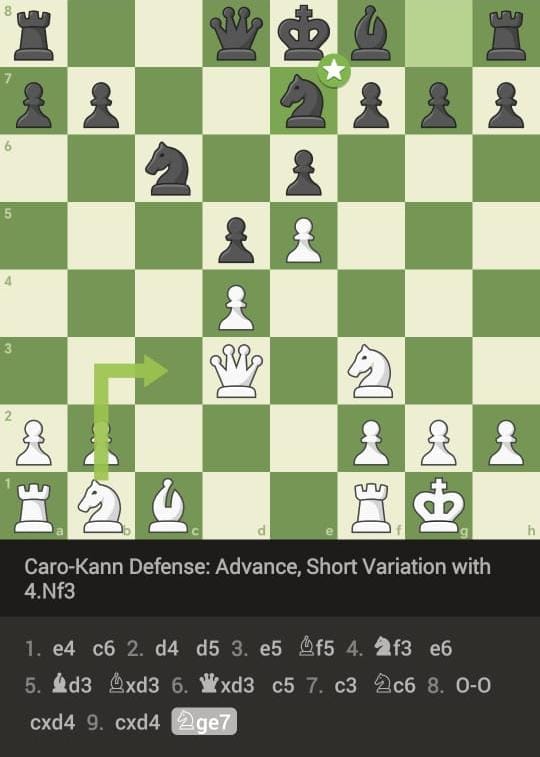 8
7
6
5
4
3
2
1
a b c d e f g h
Caro-Kann Defense: Advance, Short Variation with
4.Nf3
1. e4 c6 2. d4 d5 3. e5 ♗f5 4. ♞f3 e6
5. ♝d3 ♗xd3 6. ♛xd3 c5 7. c3 ♘c6 8. O-O
cxd4 9. cxd4 ♘ge7